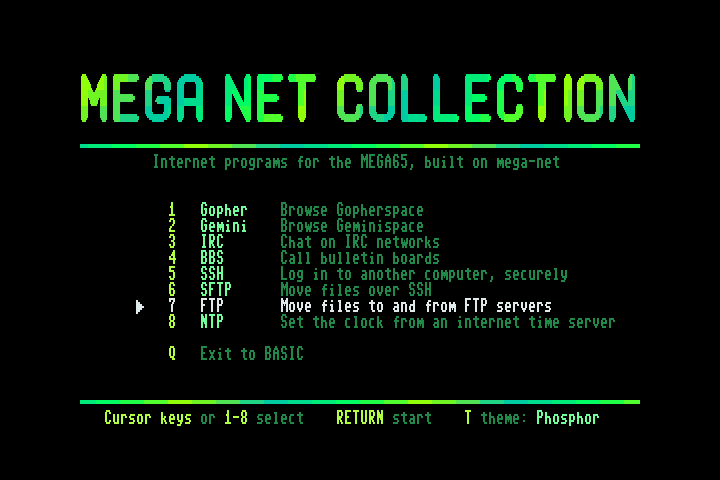 MEGA NET COLLECTION
Internet programs for the MEGA65, built on mega-net
1 Gopher Browse Gopherspace
2 Gemini Browse Geminispace
3 IRC Chat on IRC networks
4 BBS Call bulletin boards
5 SSH Log in to another computer, securely
6 SFTP Move files over SSH
7 FTP Move files to and from FTP servers
8 NTP Set the clock from an internet time server
Q Exit to BASIC
Cursor keys or 1-8 select RETURN start T theme: Phosphor